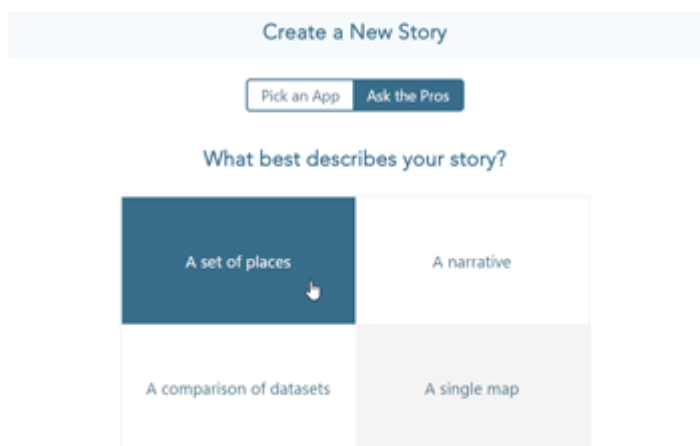 Create a New Story
Pick an App Ask the Pros
What best describes your story?
A set of places A narrative
A comparison of datasets A single map